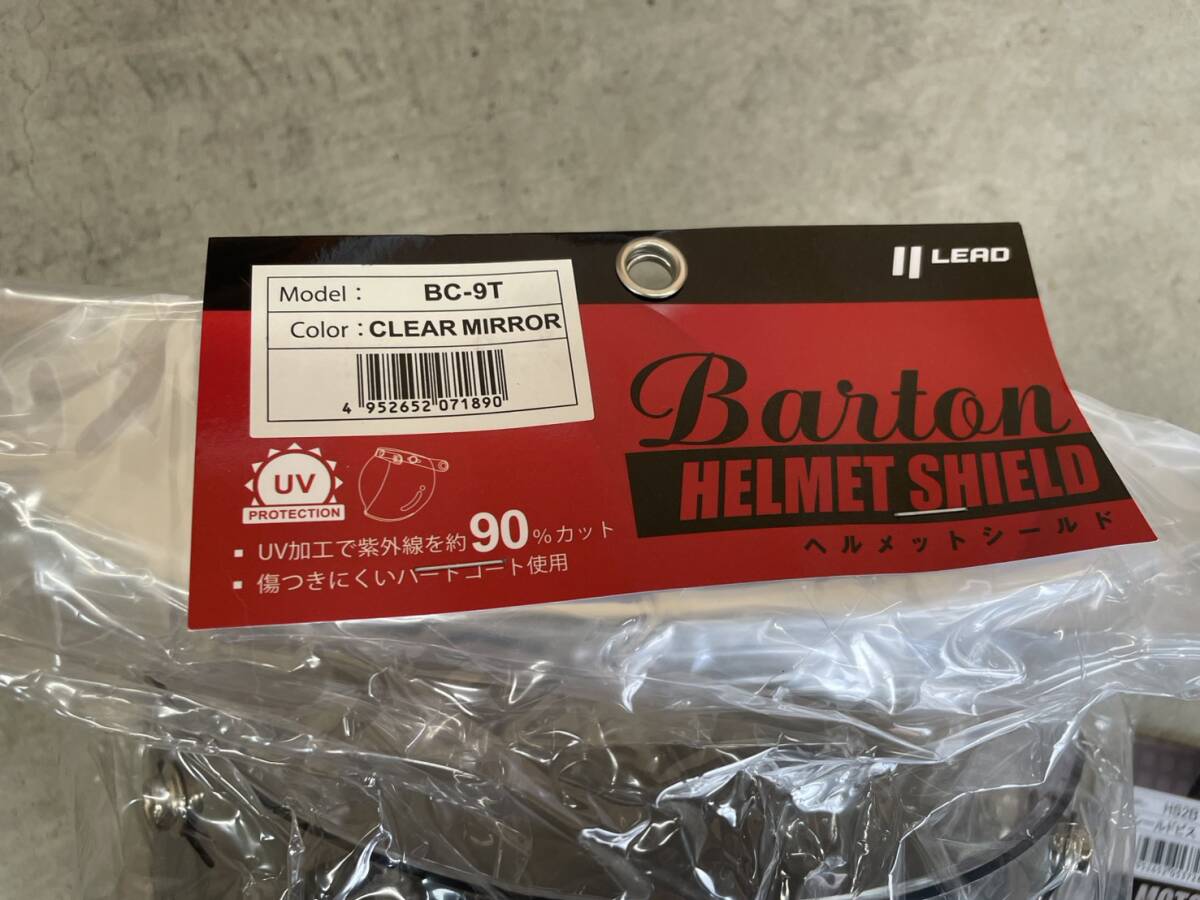 LEAD
Model : BC-9T
Color : CLEAR MIRROR
4 952652 071890
Barton
HELMET SHIELD
ヘルメットシールド
UV
PROTECTION
▪ UV加工で紫外線を約90%カット
▪ 傷つきにくいハードコート使用
HS2B